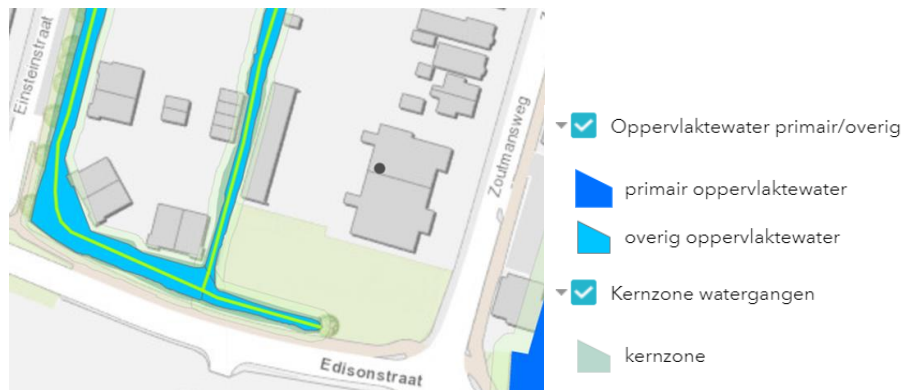 Einsteinstraat
Zoutmansweg
Edisonstraat
Oppervlaktewater primair/overig
primair oppervlaktewater
overig oppervlaktewater
Kernzone watergangen
kernzone